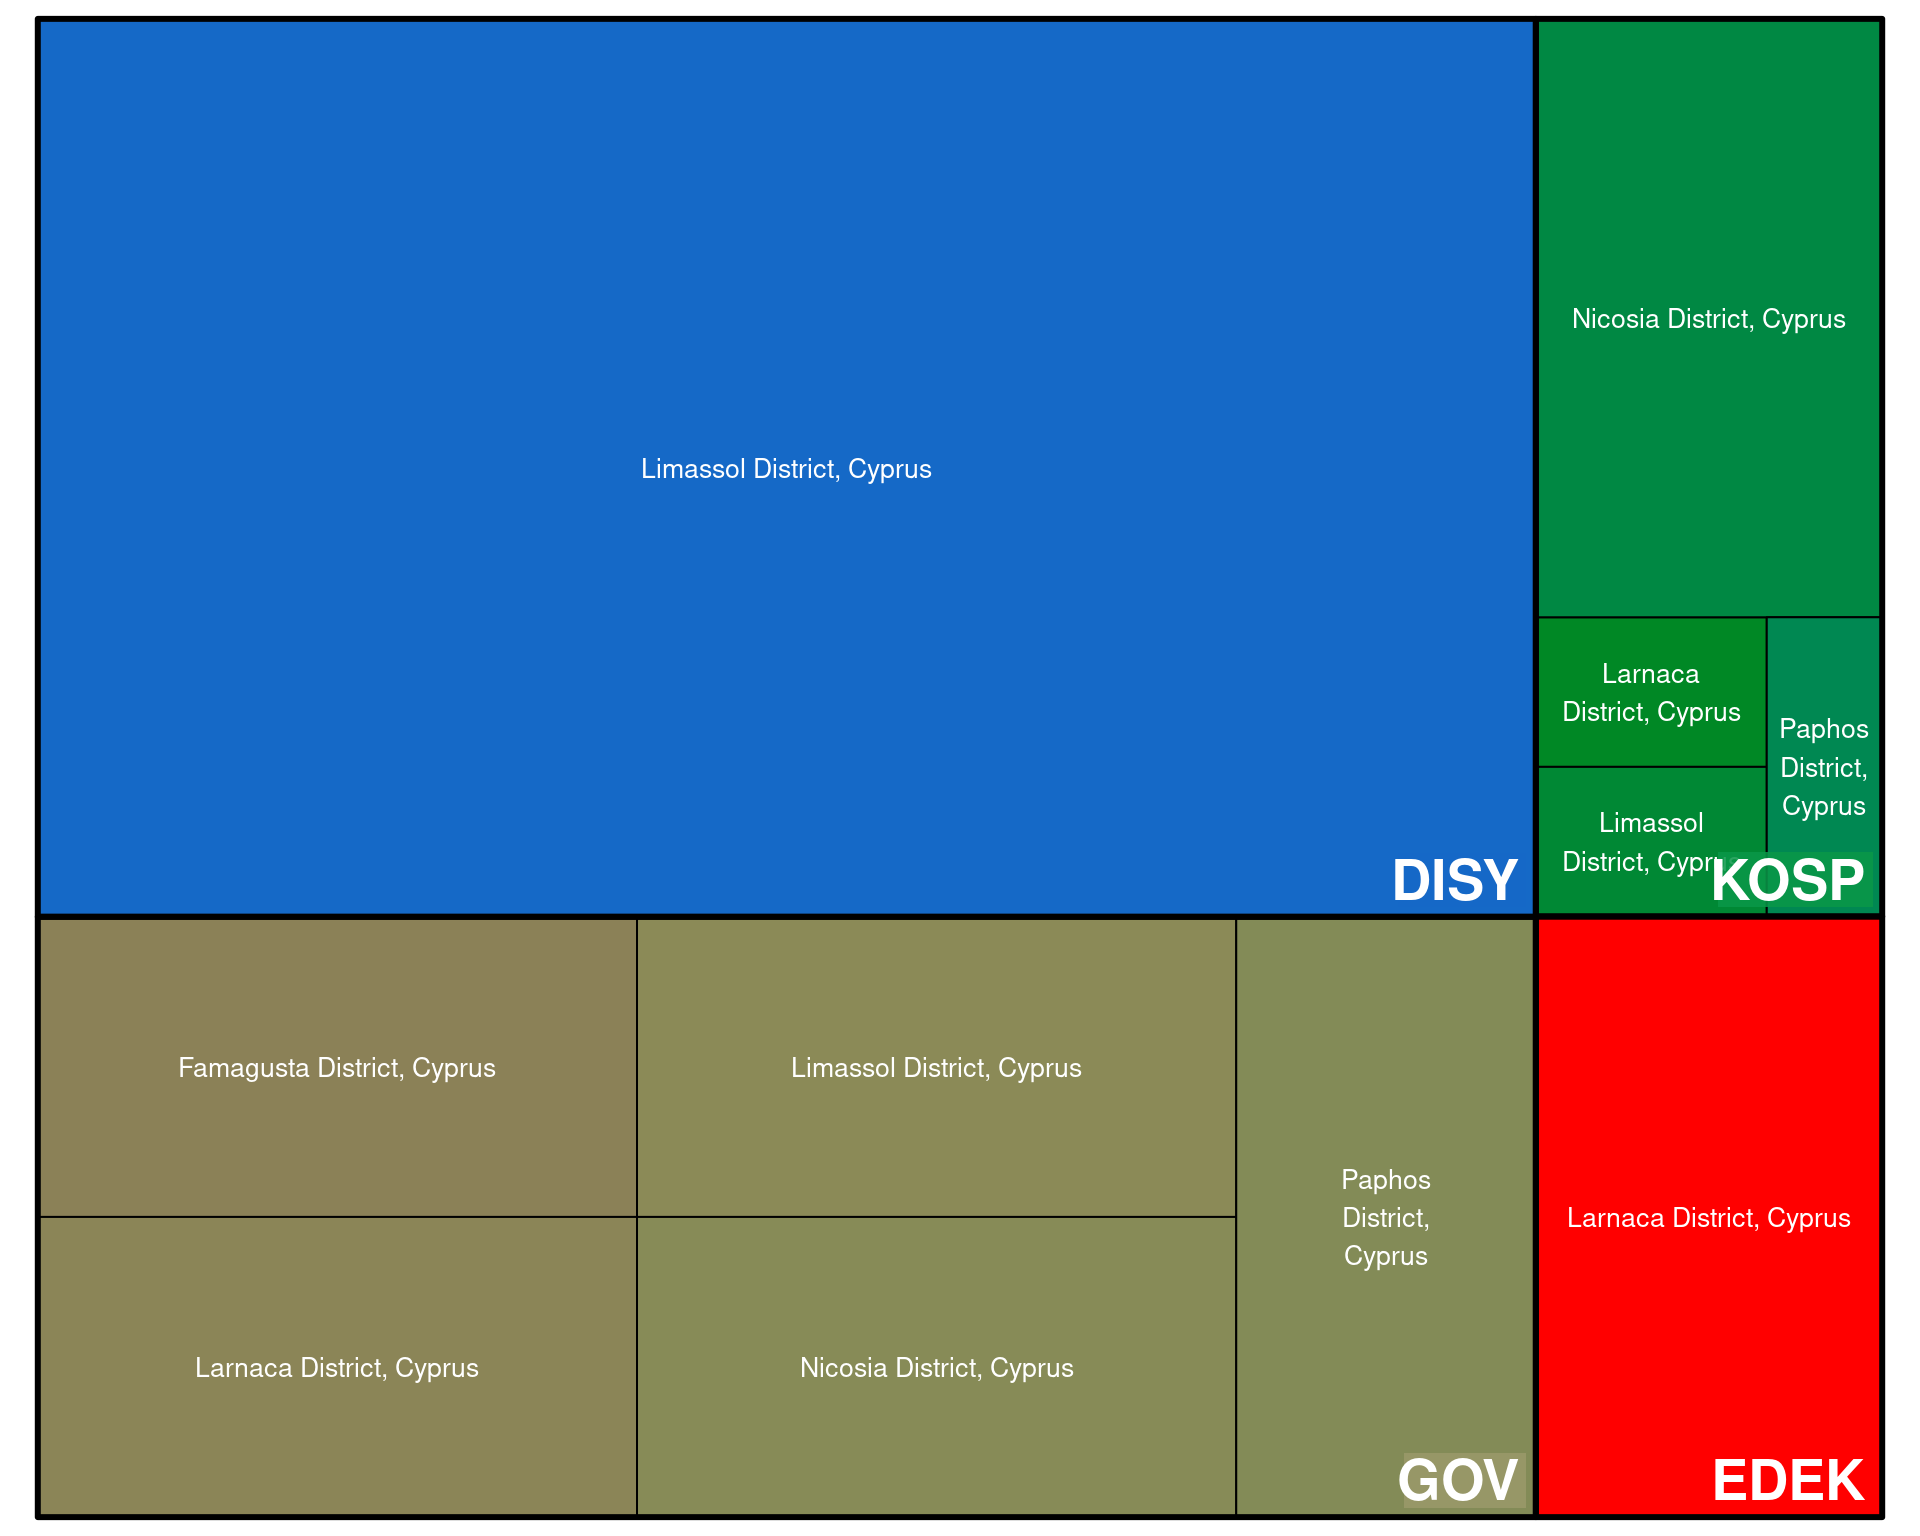 Limassol District, Cyprus
DISY
Nicosia District, Cyprus
Larnaca
District, Cyprus
Paphos
District,
Cyprus
Limassol
District, Cyprus
KOSP
Famagusta District, Cyprus
Limassol District, Cyprus
Paphos
District,
Cyprus
Larnaca District, Cyprus
Nicosia District, Cyprus
GOV
Larnaca District, Cyprus
EDEK